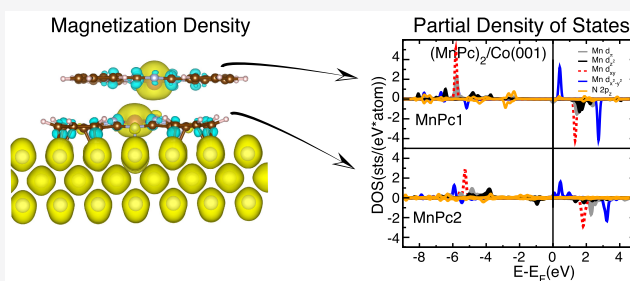 Magnetization Density
Partial Density of States
(MnPc)2/Co(001)
Mn dπ
Mn dz2
Mn dxy
Mn dx2-y2
N 2pz
MnPc1
MnPc2
DOS(sts/(eV*atom))
4
2
0
-2
-4
4
2
0
-2
-4
-8
-6
-4
-2
0
2
4
E-EF(eV)